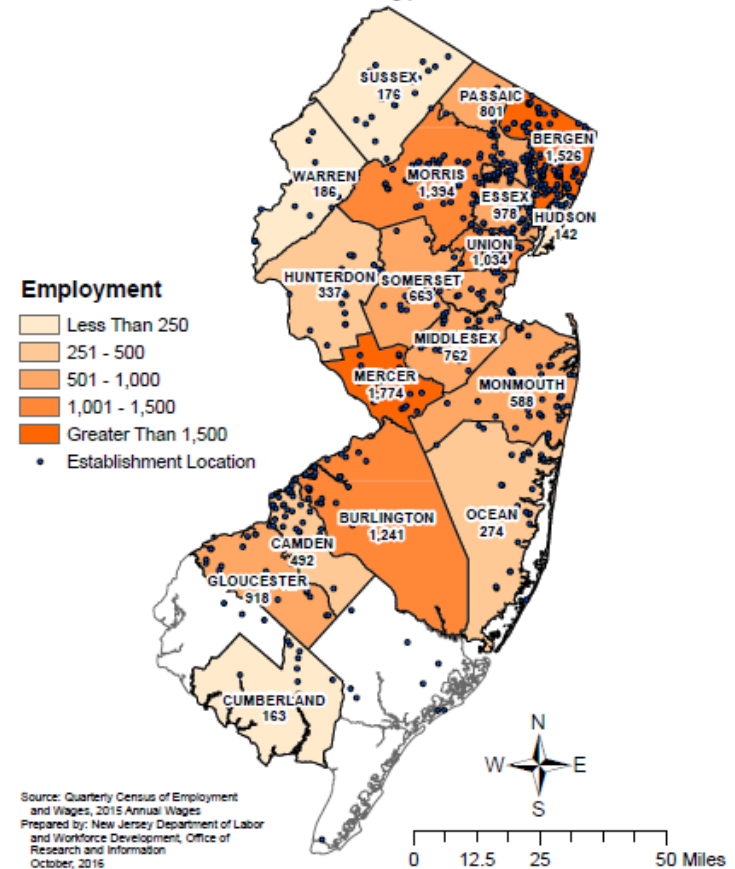 SUSSEX
176
PASSAIC
801
BERGEN
1,526
WARREN
186
MORRIS
1,394
ESSEX
978
HUDSON
142
UNION
1,034
HUNTERDON
337
SOMERSET
663
MIDDLESEX
762
MERCER
1,774
MONMOUTH
588
Employment
Less Than 250
251 - 500
501 - 1,000
1,001 - 1,500
Greater Than 1,500
Establishment Location
BURLINGTON
1,241
OCEAN
274
CAMDEN
492
GLOUCESTER
918
CUMBERLAND
163
N
W E
S
Source: Quarterly Census of Employment
and Wages, 2015 Annual Wages
Prepared by: New Jersey Department of Labor
and Workforce Development, Office of
Research and Information
October, 2016
0 12.5 25 50 Miles